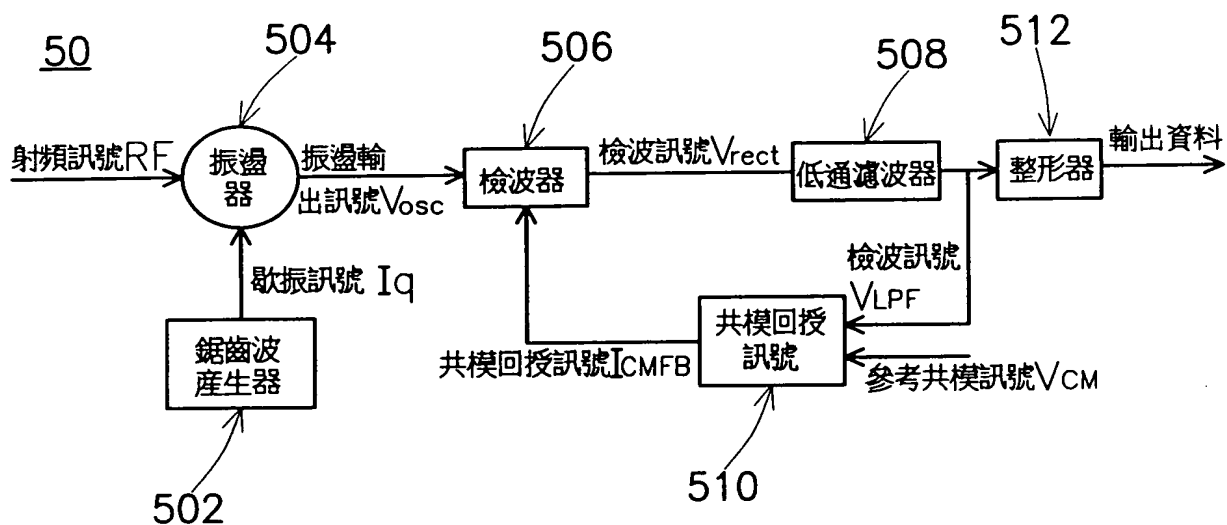 50
504
506
508
512
射頻訊號RF
振盪
器
振盪輸
出訊號Vosc
檢波器
檢波訊號Vrect
低通濾波器
整形器
輸出資料
歇振訊號 Iq
檢波訊號
VLPF
鋸齒波
產生器
共模回授訊號ICMFB
共模回授
訊號
參考共模訊號VCM
502
510